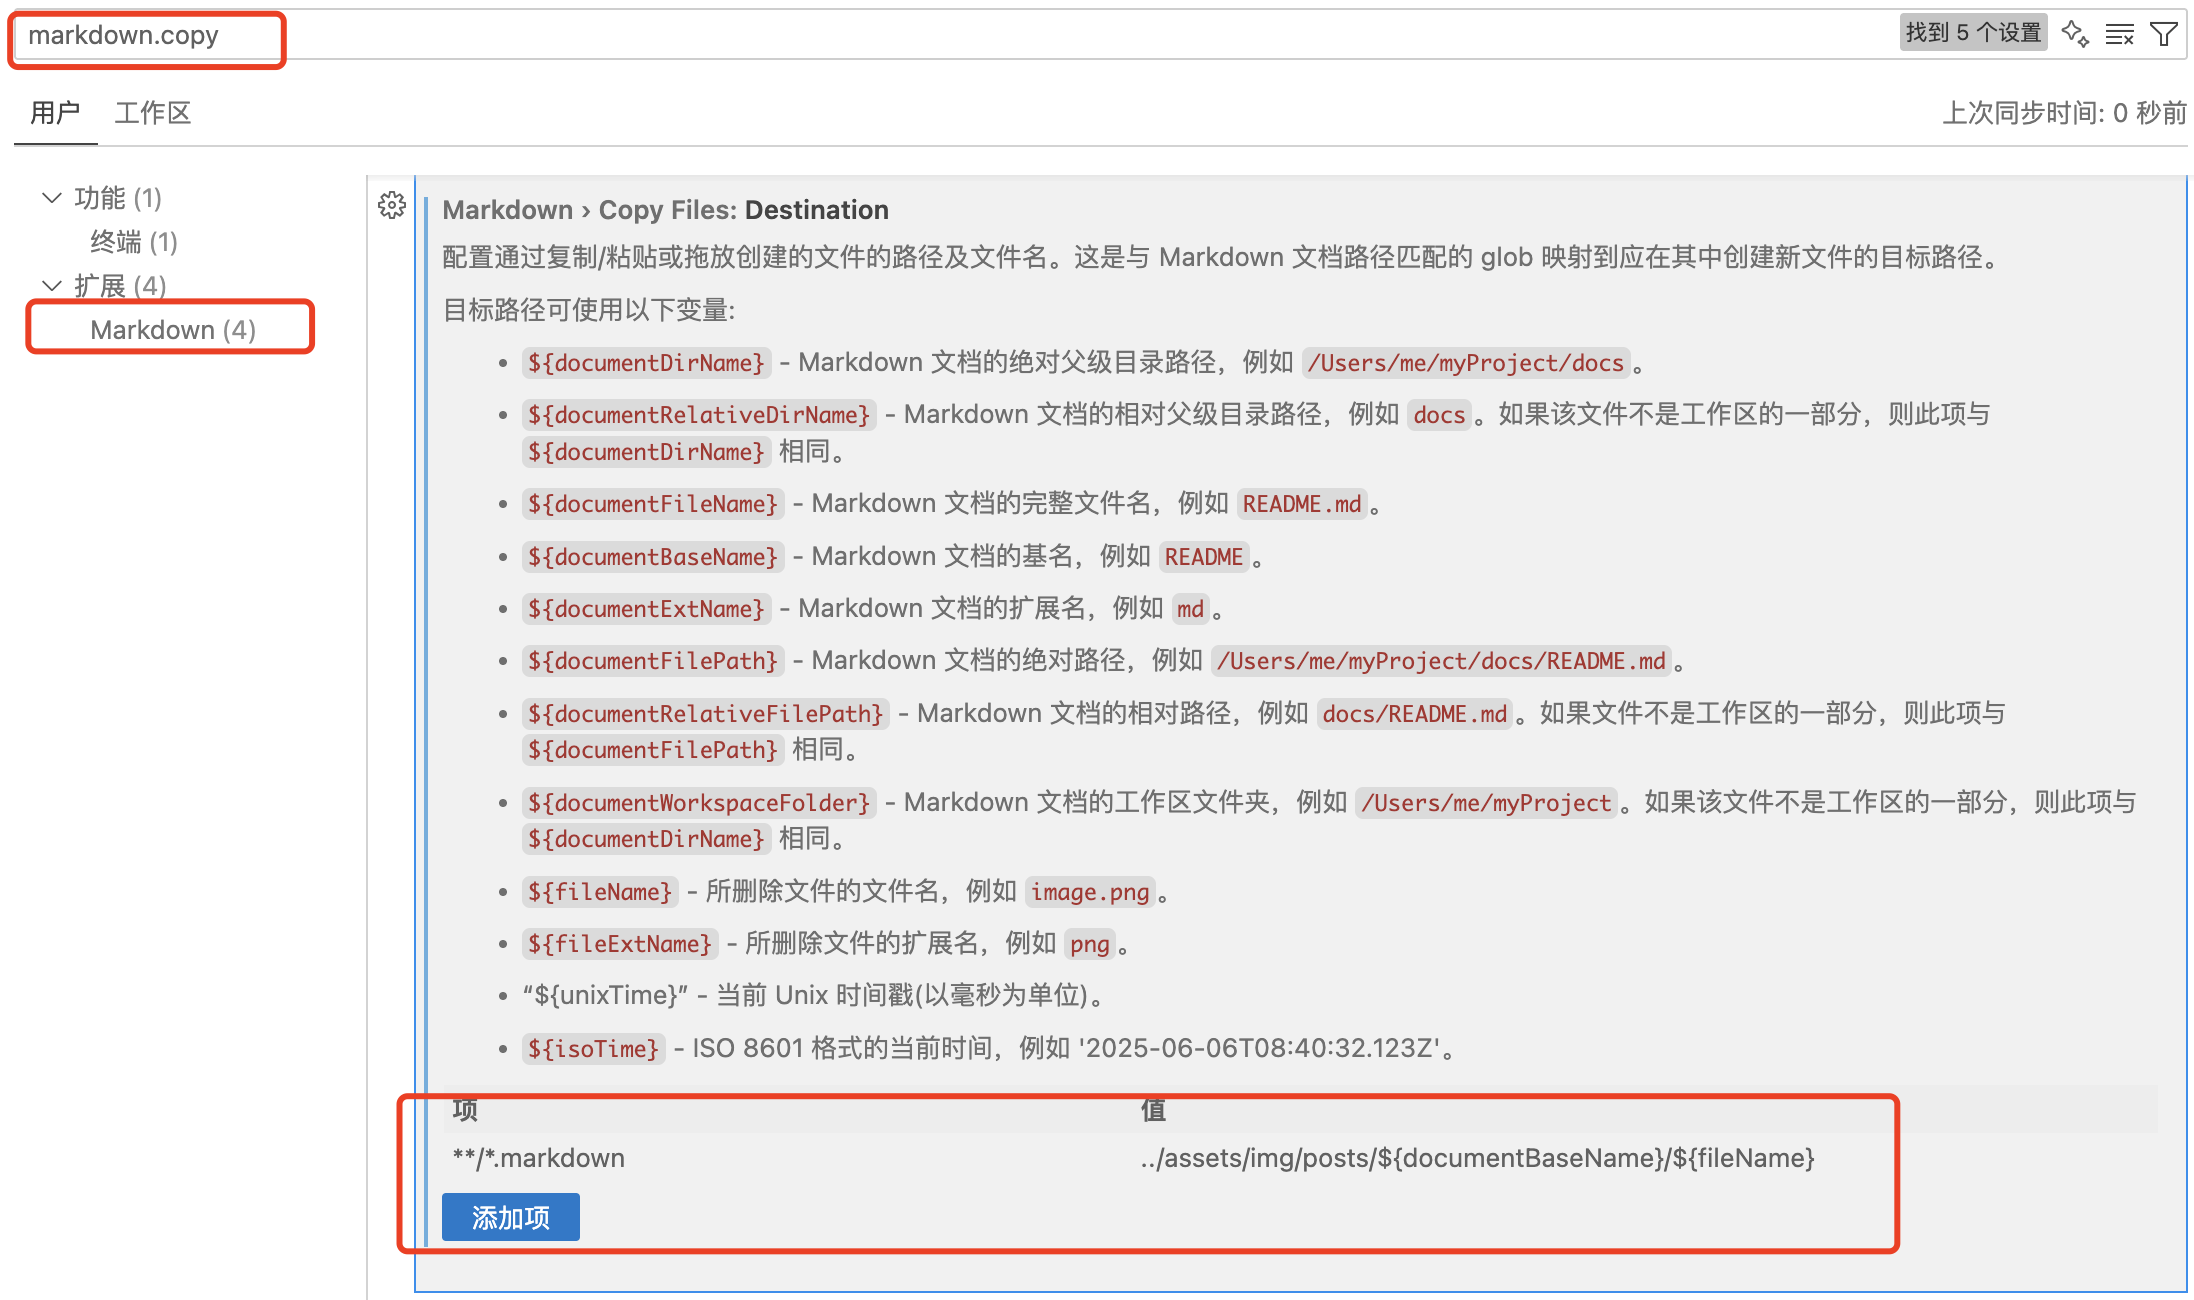 markdown.copy
找到 5 个设置
用户
工作区
上次同步时间: 0 秒前
功能 (1)
终端 (1)
扩展 (4)
Markdown (4)
Markdown › Copy Files: Destination
配置通过复制/粘贴或拖放创建的文件的路径及文件名。这是与 Markdown 文档路径匹配的 glob 映射到应在其中创建新文件的目标路径。
目标路径可使用以下变量:
• ${documentDirName} - Markdown 文档的绝对父级目录路径，例如 /Users/me/myProject/docs。
• ${documentRelativeDirName} - Markdown 文档的相对父级目录路径，例如 docs。如果该文件不是工作区的一部分，则此项与
${documentDirName} 相同。
• ${documentFileName} - Markdown 文档的完整文件名，例如 README.md。
• ${documentBaseName} - Markdown 文档的基名，例如 README。
• ${documentExtName} - Markdown 文档的扩展名，例如 md。
• ${documentFilePath} - Markdown 文档的绝对路径，例如 /Users/me/myProject/docs/README.md。
• ${documentRelativeFilePath} - Markdown 文档的相对路径，例如 docs/README.md。如果文件不是工作区的一部分，则此项与
${documentFilePath} 相同。
• ${documentWorkspaceFolder} - Markdown 文档的工作区文件夹，例如 /Users/me/myProject。如果该文件不是工作区的一部分，则此项与
${documentDirName} 相同。
• ${fileName} - 所删除文件的文件名，例如 image.png。
• ${fileExtName} - 所删除文件的扩展名，例如 png。
• “${unixTime}” - 当前 Unix 时间戳(以毫秒为单位)。
• ${isoTime} - ISO 8601 格式的当前时间，例如 '2025-06-06T08:40:32.123Z'。
项
值
**/*.markdown
../assets/img/posts/${documentBaseName}/${fileName}
添加项